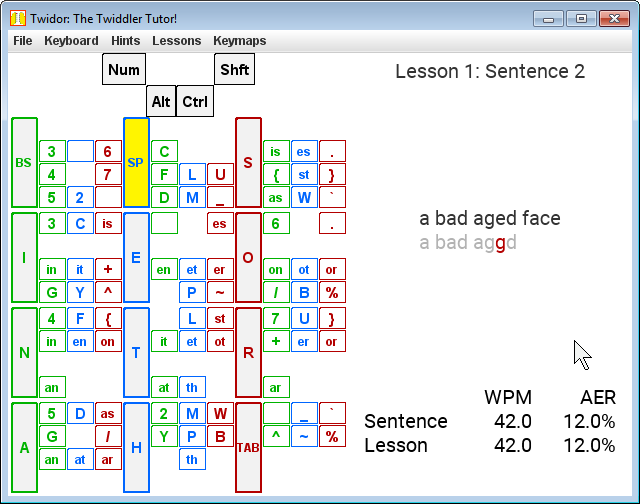 Twidor: The Twiddler Tutor!
File Keyboard Hints Lessons Keymaps
Num Shft
Alt Ctrl
Lesson 1: Sentence 2
3 6 C is es .
BS SP S
4 7 F L U { st }
5 2 D M _ as W `
3 C is es 6 .
I E O
in it + en et er on ot or
G Y ^ P ~ / B %
a bad aged face
a bad aggd
4 F { L st 7 U }
in en on it et ot + er or
N T R
an at th ar
5 D as 2 M W _ `
G / Y P B ^ ~ %
A H TAB
an at ar th
WPM AER
Sentence 42.0 12.0%
Lesson 42.0 12.0%